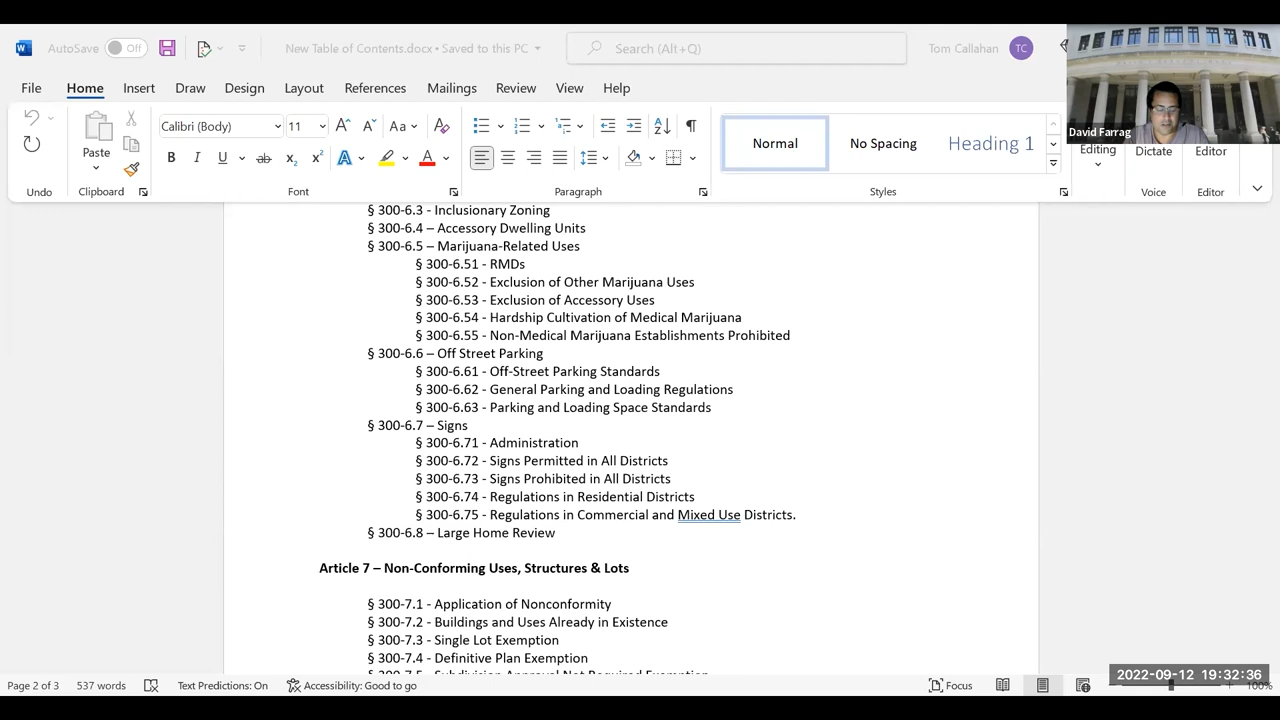 AutoSave Off New Table of Contents.docx • Saved to this PC Search (Alt+Q) Tom Callahan TC
File Home Insert Draw Design Layout References Mailings Review View Help
David Farrag
Calibri (Body) 11 Aa
Paste Normal No Spacing Heading 1 Editing Dictate Editor
Undo Clipboard Font Paragraph Styles Voice Editor
§ 300-6.3 - Inclusionary Zoning
§ 300-6.4 – Accessory Dwelling Units
§ 300-6.5 – Marijuana-Related Uses
§ 300-6.51 - RMDs
§ 300-6.52 - Exclusion of Other Marijuana Uses
§ 300-6.53 - Exclusion of Accessory Uses
§ 300-6.54 - Hardship Cultivation of Medical Marijuana
§ 300-6.55 - Non-Medical Marijuana Establishments Prohibited
§ 300-6.6 – Off Street Parking
§ 300-6.61 - Off-Street Parking Standards
§ 300-6.62 - General Parking and Loading Regulations
§ 300-6.63 - Parking and Loading Space Standards
§ 300-6.7 – Signs
§ 300-6.71 - Administration
§ 300-6.72 - Signs Permitted in All Districts
§ 300-6.73 - Signs Prohibited in All Districts
§ 300-6.74 - Regulations in Residential Districts
§ 300-6.75 - Regulations in Commercial and Mixed Use Districts.
§ 300-6.8 – Large Home Review
Article 7 – Non-Conforming Uses, Structures & Lots
§ 300-7.1 - Application of Nonconformity
§ 300-7.2 - Buildings and Uses Already in Existence
§ 300-7.3 - Single Lot Exemption
§ 300-7.4 - Definitive Plan Exemption
§ 300-7.5 - Subdivision Approval Not Required Exemption
Page 2 of 3 537 words Text Predictions: On Accessibility: Good to go Focus 100%
2022-09-12 19:32:36